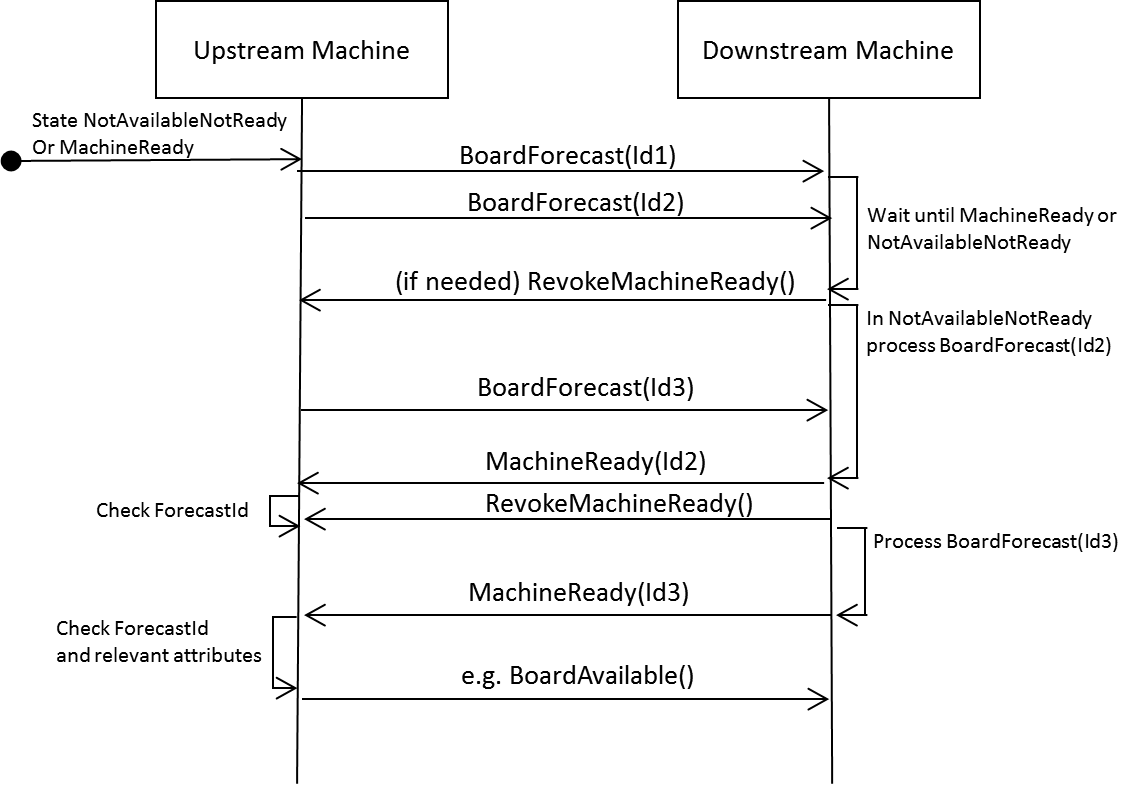 Upstream Machine
Downstream Machine
State NotAvailableNotReady
Or MachineReady
BoardForecast(Id1)
BoardForecast(Id2)
Wait until MachineReady or
NotAvailableNotReady
(if needed) RevokeMachineReady()
In NotAvailableNotReady
process BoardForecast(Id2)
BoardForecast(Id3)
MachineReady(Id2)
RevokeMachineReady()
Check ForecastId
Process BoardForecast(Id3)
MachineReady(Id3)
Check ForecastId
and relevant attributes
e.g. BoardAvailable()